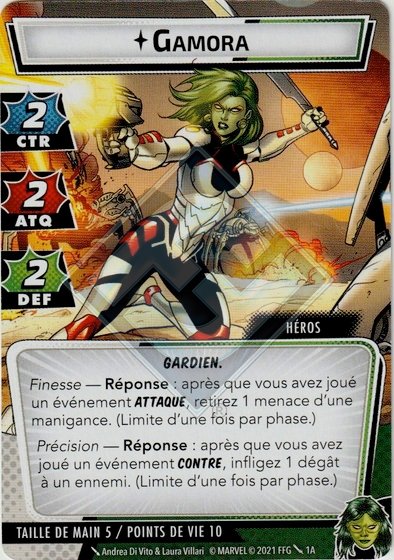 GAMORA
2
CTR
2
ATQ
2
DEF
HÉROS
GARDIEN.
Finesse — Réponse : après que vous avez joué
un événement ATTAQUE, retirez 1 menace d'une
manigance. (Limite d'une fois par phase.)
Précision — Réponse : après que vous avez
joué un événement CONTRE, infligez 1 dégât
à un ennemi. (Limite d'une fois par phase.)
TAILLE DE MAIN 5 / POINTS DE VIE 10
Andrea Di Vito & Laura Villari © MARVEL © 2021 FFG 1A